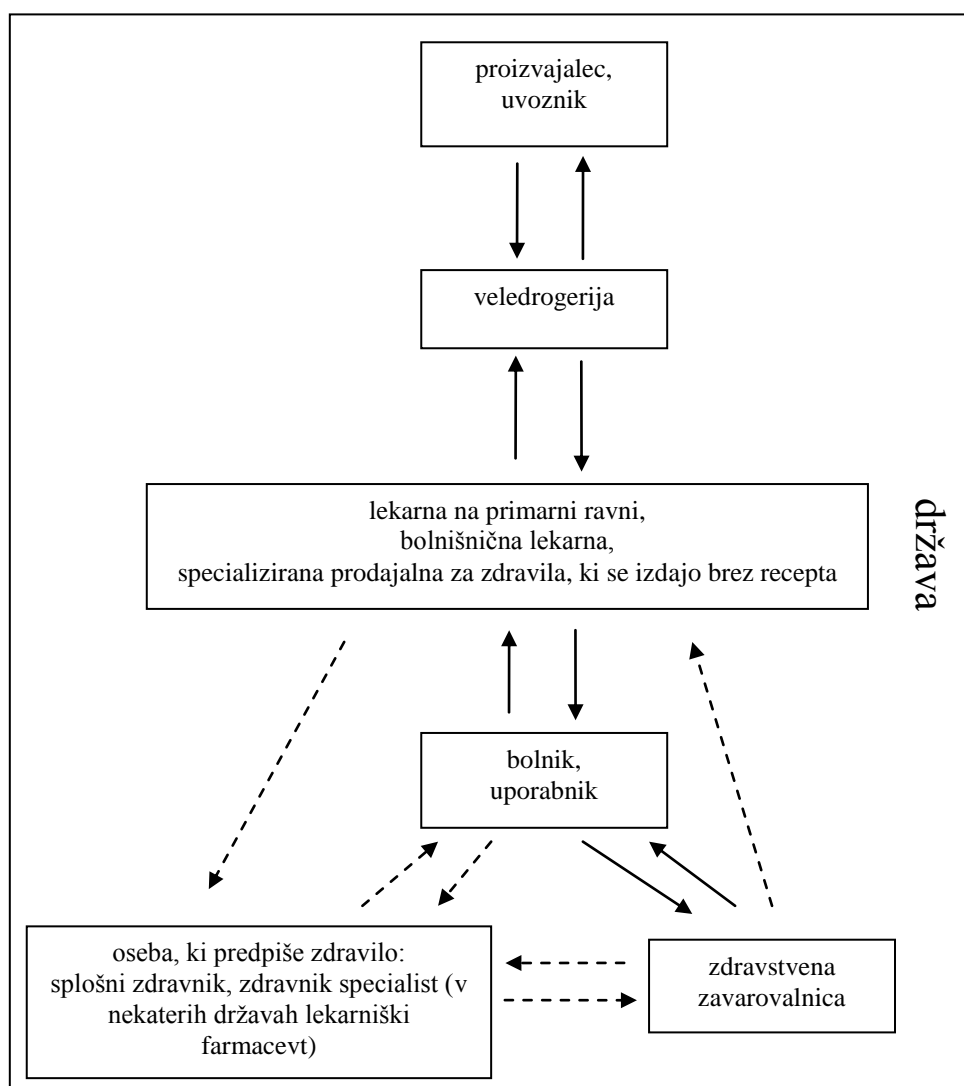 proizvajalec,
uvoznik
veledrogerija
lekarna na primarni ravni,
bolnišnična lekarna,
specializirana prodajalna za zdravila, ki se izdajo brez recepta
država
bolnik,
uporabnik
oseba, ki predpiše zdravilo:
splošni zdravnik, zdravnik specialist (v
nekaterih državah lekarniški
farmacevt)
zdravstvena
zavarovalnica